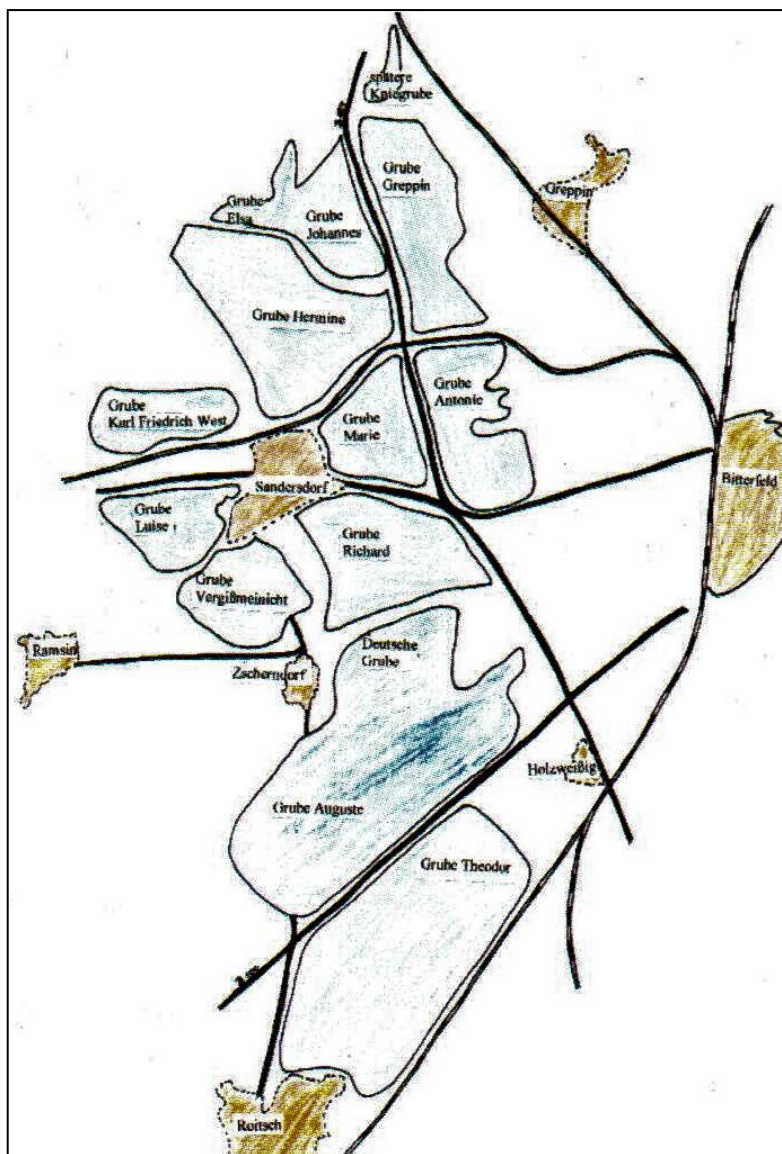 spätere
Kniegrube
Grube
Greppin
Greppin
Grube
Elsa
Grube
Johannes
Grube Hermine
Grube
Antonie
Grube
Karl Friedrich West
Grube
Marie
Sandersdorf
Bitterfeld
Grube
Luise
Grube
Richard
Grube
Vergißmeinicht
Deutsche
Grube
Ramsin
Zscherndorf
Holzweißig
Grube Auguste
Grube Theodor
Roitsch